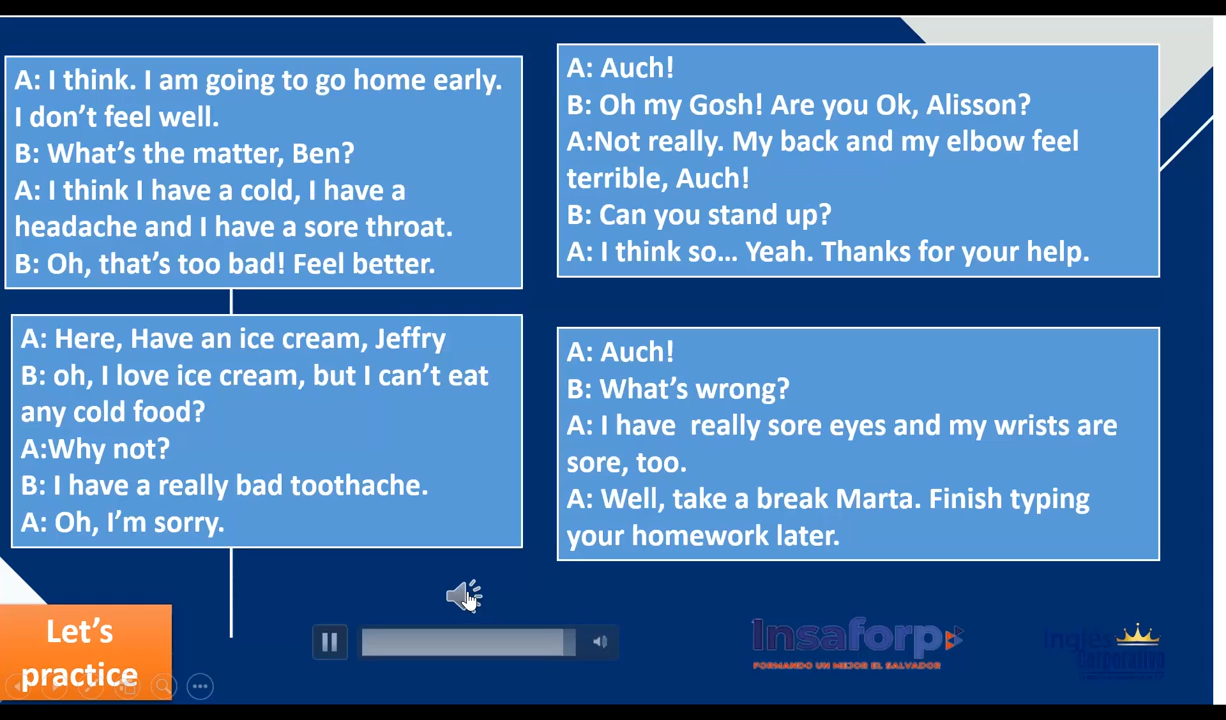 A: I think. I am going to go home early.
I don't feel well.
B: What's the matter, Ben?
A: I think I have a cold, I have a
headache and I have a sore throat.
B: Oh, that's too bad! Feel better.
A: Auch!
B: Oh my Gosh! Are you Ok, Alisson?
A:Not really. My back and my elbow feel
terrible, Auch!
B: Can you stand up?
A: I think so... Yeah. Thanks for your help.
A: Here, Have an ice cream, Jeffry
B: oh, I love ice cream, but I can't eat
any cold food?
A:Why not?
B: I have a really bad toothache.
A: Oh, I'm sorry.
A: Auch!
B: What's wrong?
A: I have  really sore eyes and my wrists are
sore, too.
A: Well, take a break Marta. Finish typing
your homework later.
Let's
practice
Insaforp
FORMANDO UN MEJOR EL SALVADOR
Inglés
Corporativo